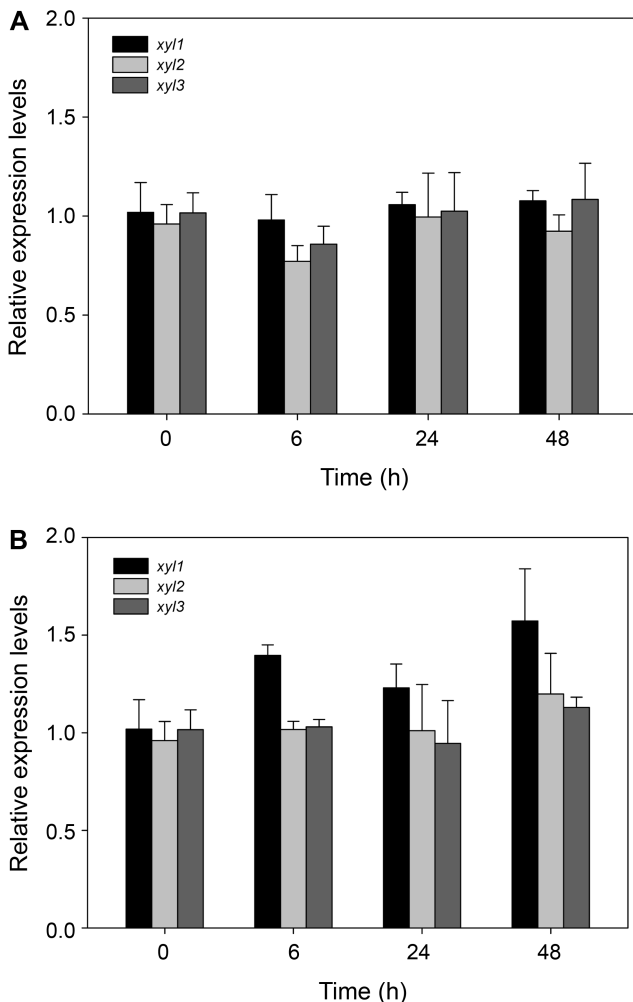 A
2.0
xyl1
xyl2
xyl3
1.5
1.0
0.5
0.0
Relative expression levels
0 6 24 48
Time (h)
B
2.0
xyl1
xyl2
xyl3
1.5
1.0
0.5
0.0
Relative expression levels
0 6 24 48
Time (h)